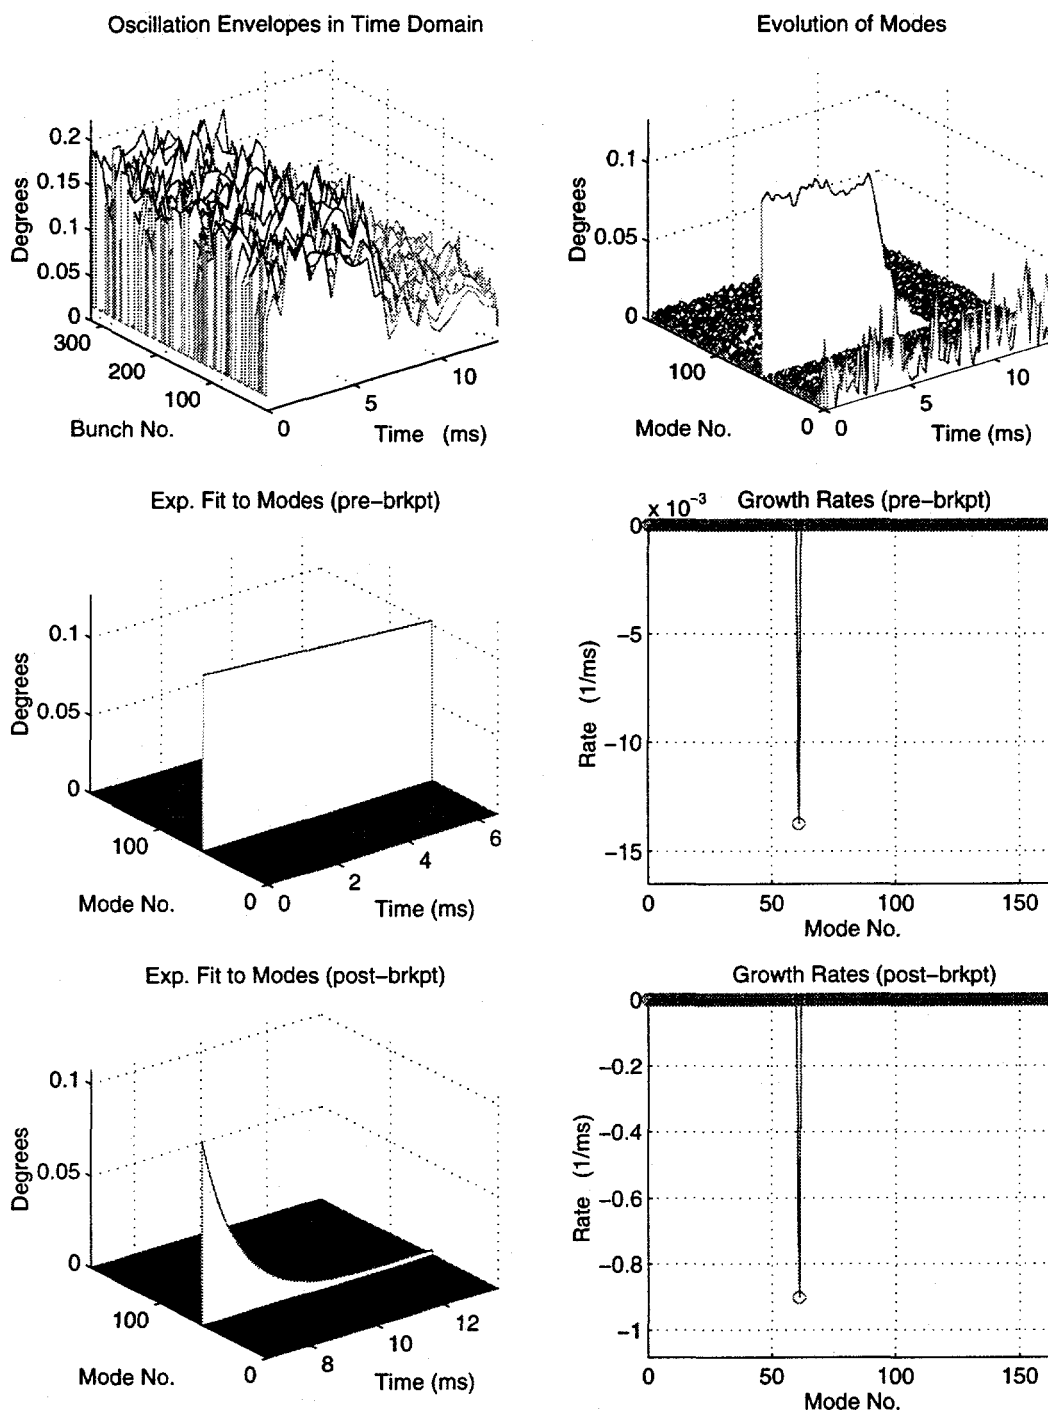 Oscillation Envelopes in Time Domain
Degrees
0.2
0.15
0.1
0.05
0
300
200
100
0
5
10
Bunch No.
Time (ms)
Evolution of Modes
Degrees
0.1
0.05
0
100
0
0
5
10
Mode No.
Time (ms)
Exp. Fit to Modes (pre-brkpt)
Degrees
0.1
0.05
0
100
0
0
2
4
6
Mode No.
Time (ms)
Growth Rates (pre-brkpt)
x 10^-3
Rate (1/ms)
0
-5
-10
-15
0
50
100
150
Mode No.
Exp. Fit to Modes (post-brkpt)
Degrees
0.1
0.05
0
100
0
8
10
12
Mode No.
Time (ms)
Growth Rates (post-brkpt)
Rate (1/ms)
0
-0.2
-0.4
-0.6
-0.8
-1
0
50
100
150
Mode No.